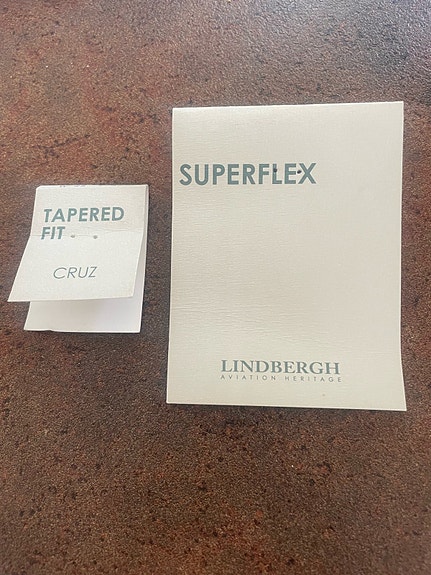 TAPERED
FIT
CRUZ
SUPERFLEX
LINDBERGH
AVIATION HERITAGE